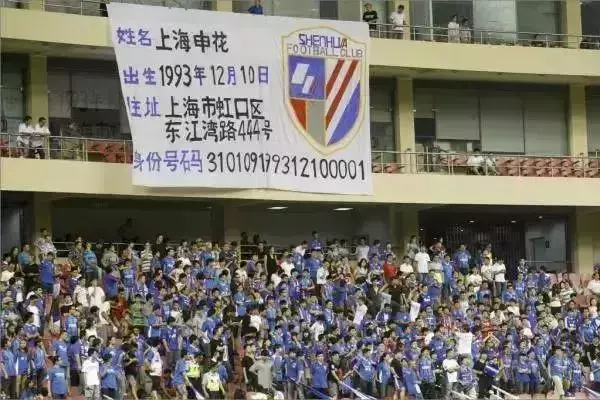 姓名 上海申花
出生 1993年12月10日
住址 上海市虹口区
东江湾路444号
身份号码 310109199312100001
SHENHUA
FOOTBALL CLUB